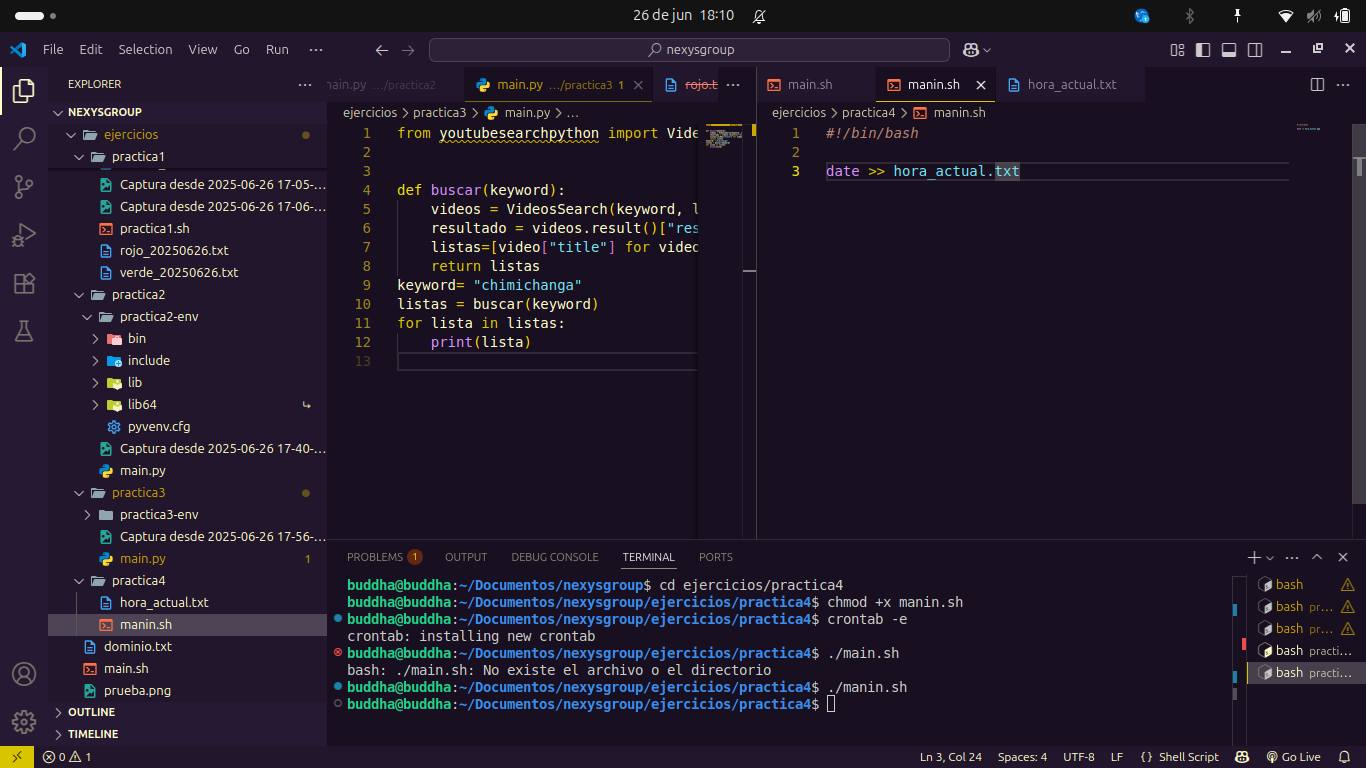 26 de jun 18:10
File Edit Selection View Go Run ···
nexysgroup
EXPLORER ···
NEXYSGROUP
ejercicios
practica1
Captura desde 2025-06-26 17-05-...
Captura desde 2025-06-26 17-06-...
practica1.sh
rojo_20250626.txt
verde_20250626.txt
practica2
practica2-env
bin
include
lib
lib64
pyvenv.cfg
Captura desde 2025-06-26 17-40-...
main.py
practica3
practica3-env
Captura desde 2025-06-26 17-56-...
main.py 1
practica4
hora_actual.txt
manin.sh
dominio.txt
main.sh
prueba.png
OUTLINE
TIMELINE
main.py .../practica2
main.py .../practica3 1
rojo.t
ejercicios > practica3 > main.py > ...
1 from youtubesearchpython import Vide
2
3
4 def buscar(keyword):
5 videos = VideosSearch(keyword, l
6 resultado = videos.result()["res
7 listas=[video["title"] for video
8 return listas
9 keyword= "chimichanga"
10 listas = buscar(keyword)
11 for lista in listas:
12 print(lista)
13
main.sh
manin.sh
hora_actual.txt
ejercicios > practica4 > manin.sh
1 #!/bin/bash
2
3 date >> hora_actual.txt
PROBLEMS 1 OUTPUT DEBUG CONSOLE TERMINAL PORTS
buddha@buddha:~/Documentos/nexysgroup$ cd ejercicios/practica4
buddha@buddha:~/Documentos/nexysgroup/ejercicios/practica4$ chmod +x manin.sh
buddha@buddha:~/Documentos/nexysgroup/ejercicios/practica4$ crontab -e
crontab: installing new crontab
buddha@buddha:~/Documentos/nexysgroup/ejercicios/practica4$ ./main.sh
bash: ./main.sh: No existe el archivo o el directorio
buddha@buddha:~/Documentos/nexysgroup/ejercicios/practica4$ ./manin.sh
buddha@buddha:~/Documentos/nexysgroup/ejercicios/practica4$
bash
bash pr...
bash pr...
bash practi...
bash practi...
0 1
Ln 3, Col 24 Spaces: 4 UTF-8 LF {} Shell Script Go Live